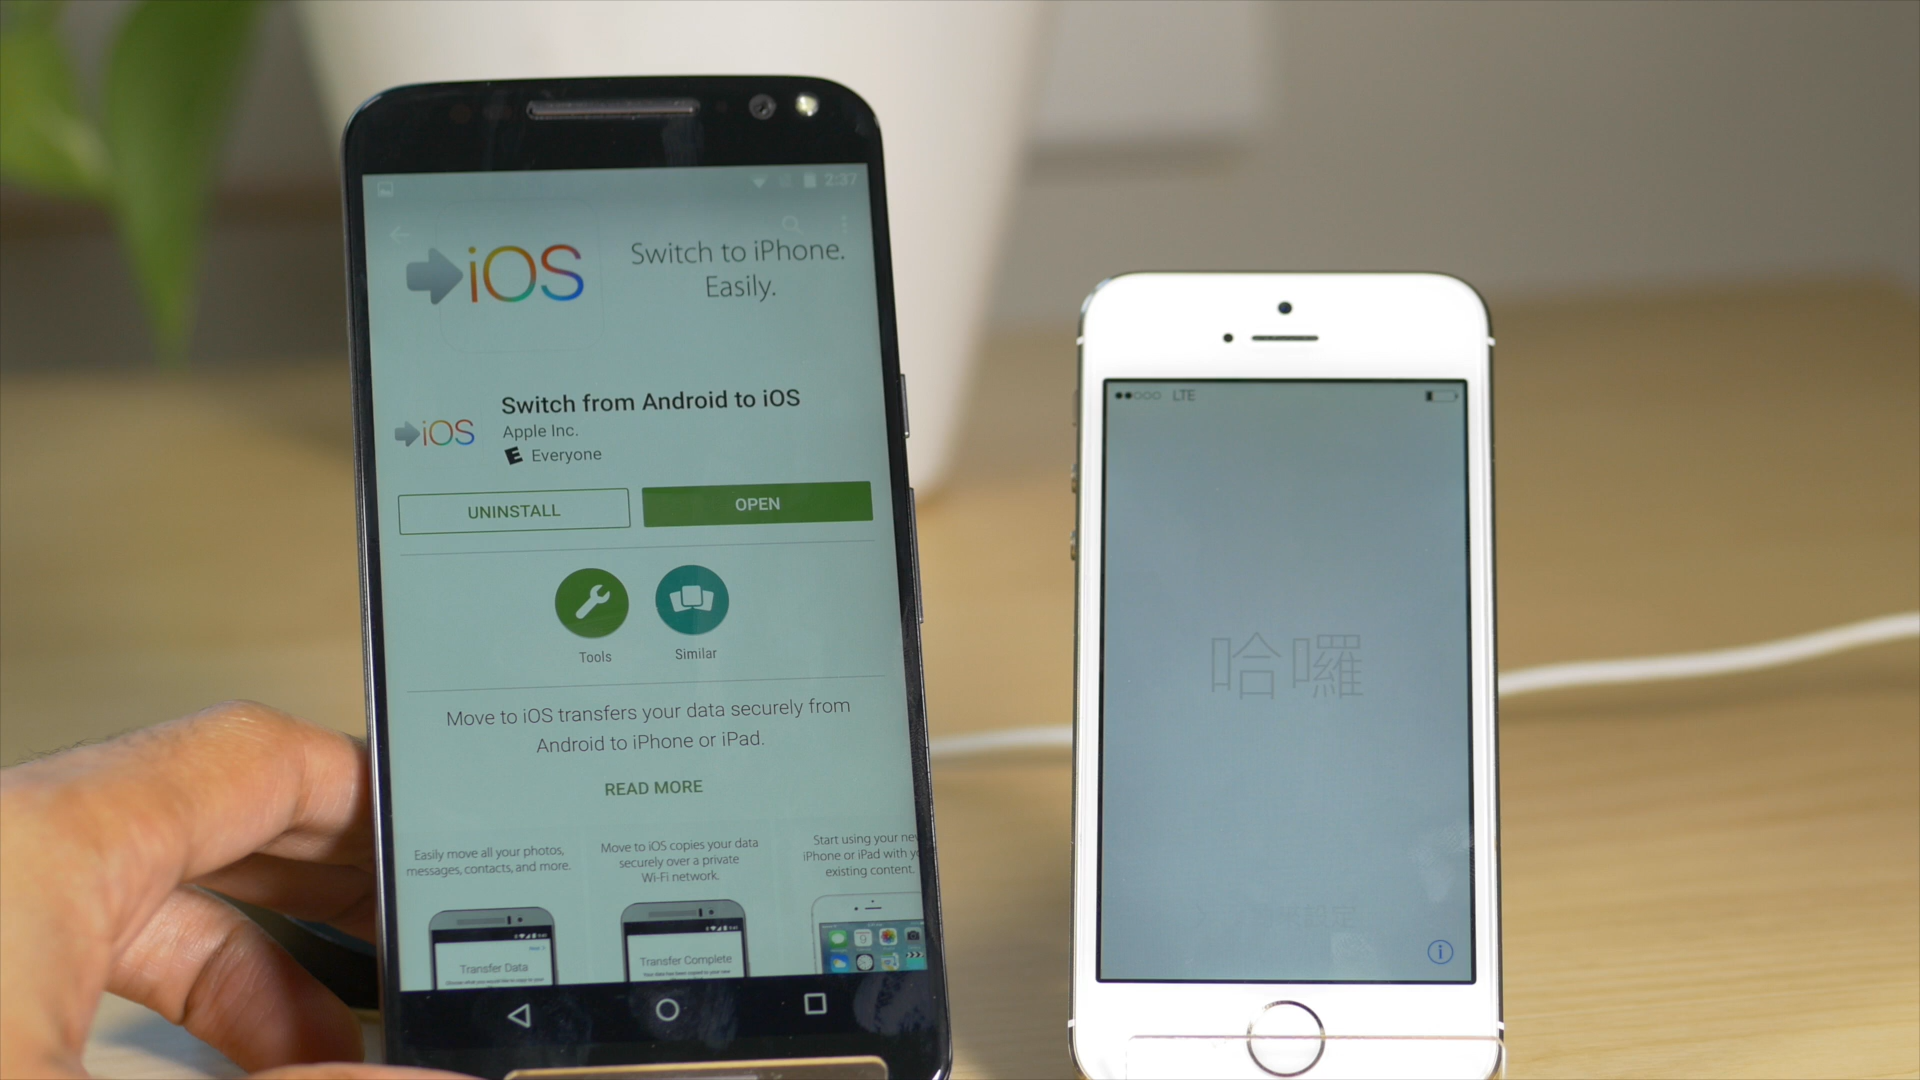 2:37
iOS
Switch to iPhone.
Easily.
iOS
Switch from Android to iOS
Apple Inc.
E Everyone
UNINSTALL
OPEN
Tools
Similar
Move to iOS transfers your data securely from
Android to iPhone or iPad.
READ MORE
Easily move all your photos,
messages, contacts, and more.
Transfer Data
Move to iOS copies your data
securely over a private
Wi-Fi network.
Transfer Complete
Start using your new
iPhone or iPad with y
existing content.
LTE
哈囉
設定